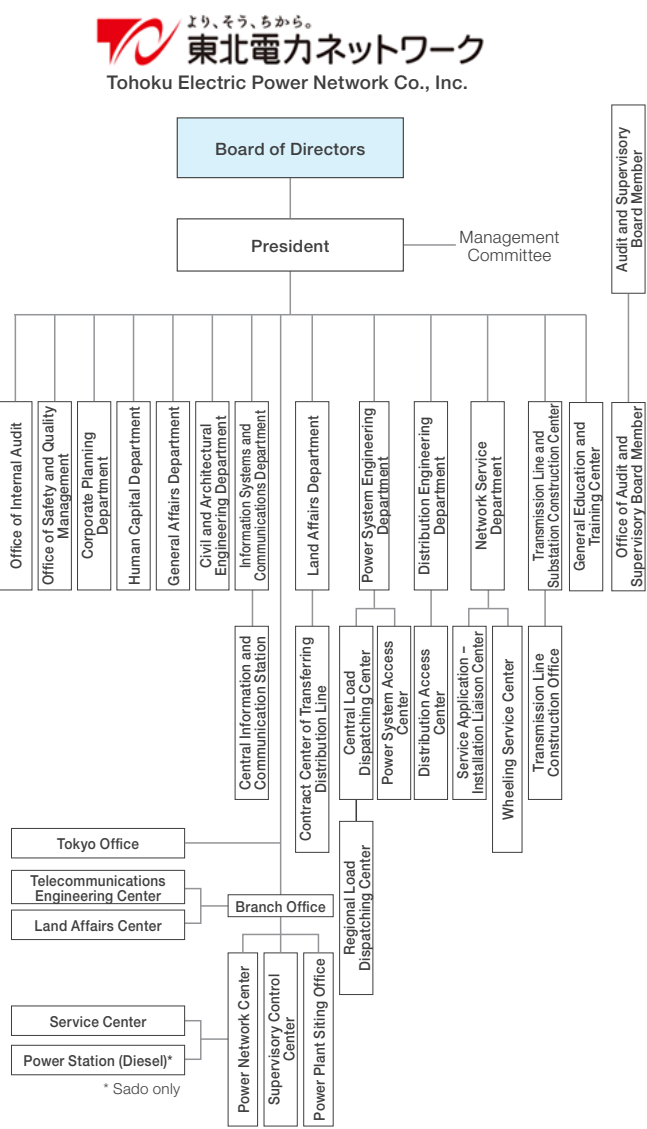 より、そう、ちから。
東北電力ネットワーク
Tohoku Electric Power Network Co., Inc.
Board of Directors
President
Management
Committee
Audit and Supervisory
Board Member
Office of Internal Audit
Office of Safety and Quality
Management
Corporate Planning
Department
Human Capital Department
General Affairs Department
Civil and Architectural
Engineering Department
Information Systems and
Communications Department
Land Affairs Department
Power System Engineering
Department
Distribution Engineering
Department
Network Service
Department
Transmission Line and
Substation Construction Center
General Education and
Training Center
Office of Audit and
Supervisory Board Member
Central Information and
Communication Station
Contract Center of Transferring
Distribution Line
Central Load
Dispatching Center
Power System Access
Center
Distribution Access
Center
Service Application –
Installation Liaison Center
Wheeling Service Center
Transmission Line
Construction Office
Regional Load
Dispatching Center
Tokyo Office
Telecommunications
Engineering Center
Land Affairs Center
Branch Office
Power Network Center
Supervisory Control
Center
Power Plant Siting Office
Service Center
Power Station (Diesel)*
* Sado only